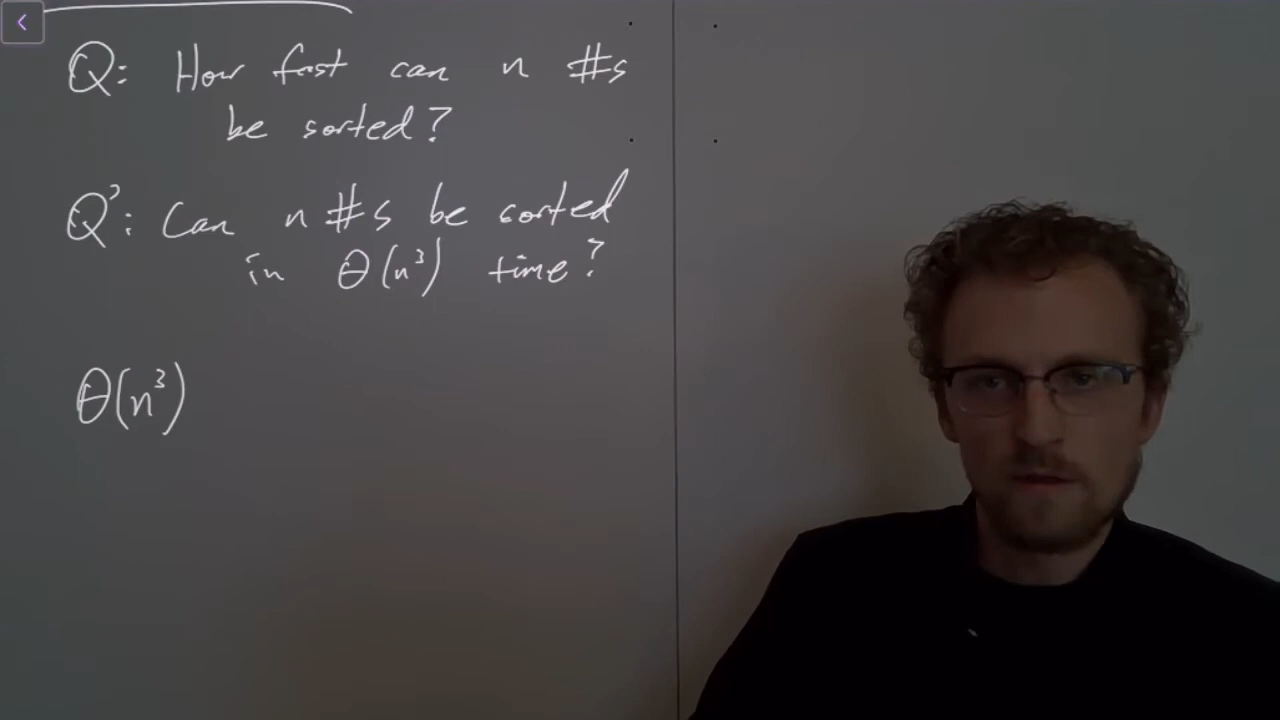 Q: How fast can n #s
be sorted?
Q': Can n #s be sorted
in Θ(n³) time?
Θ(n³)